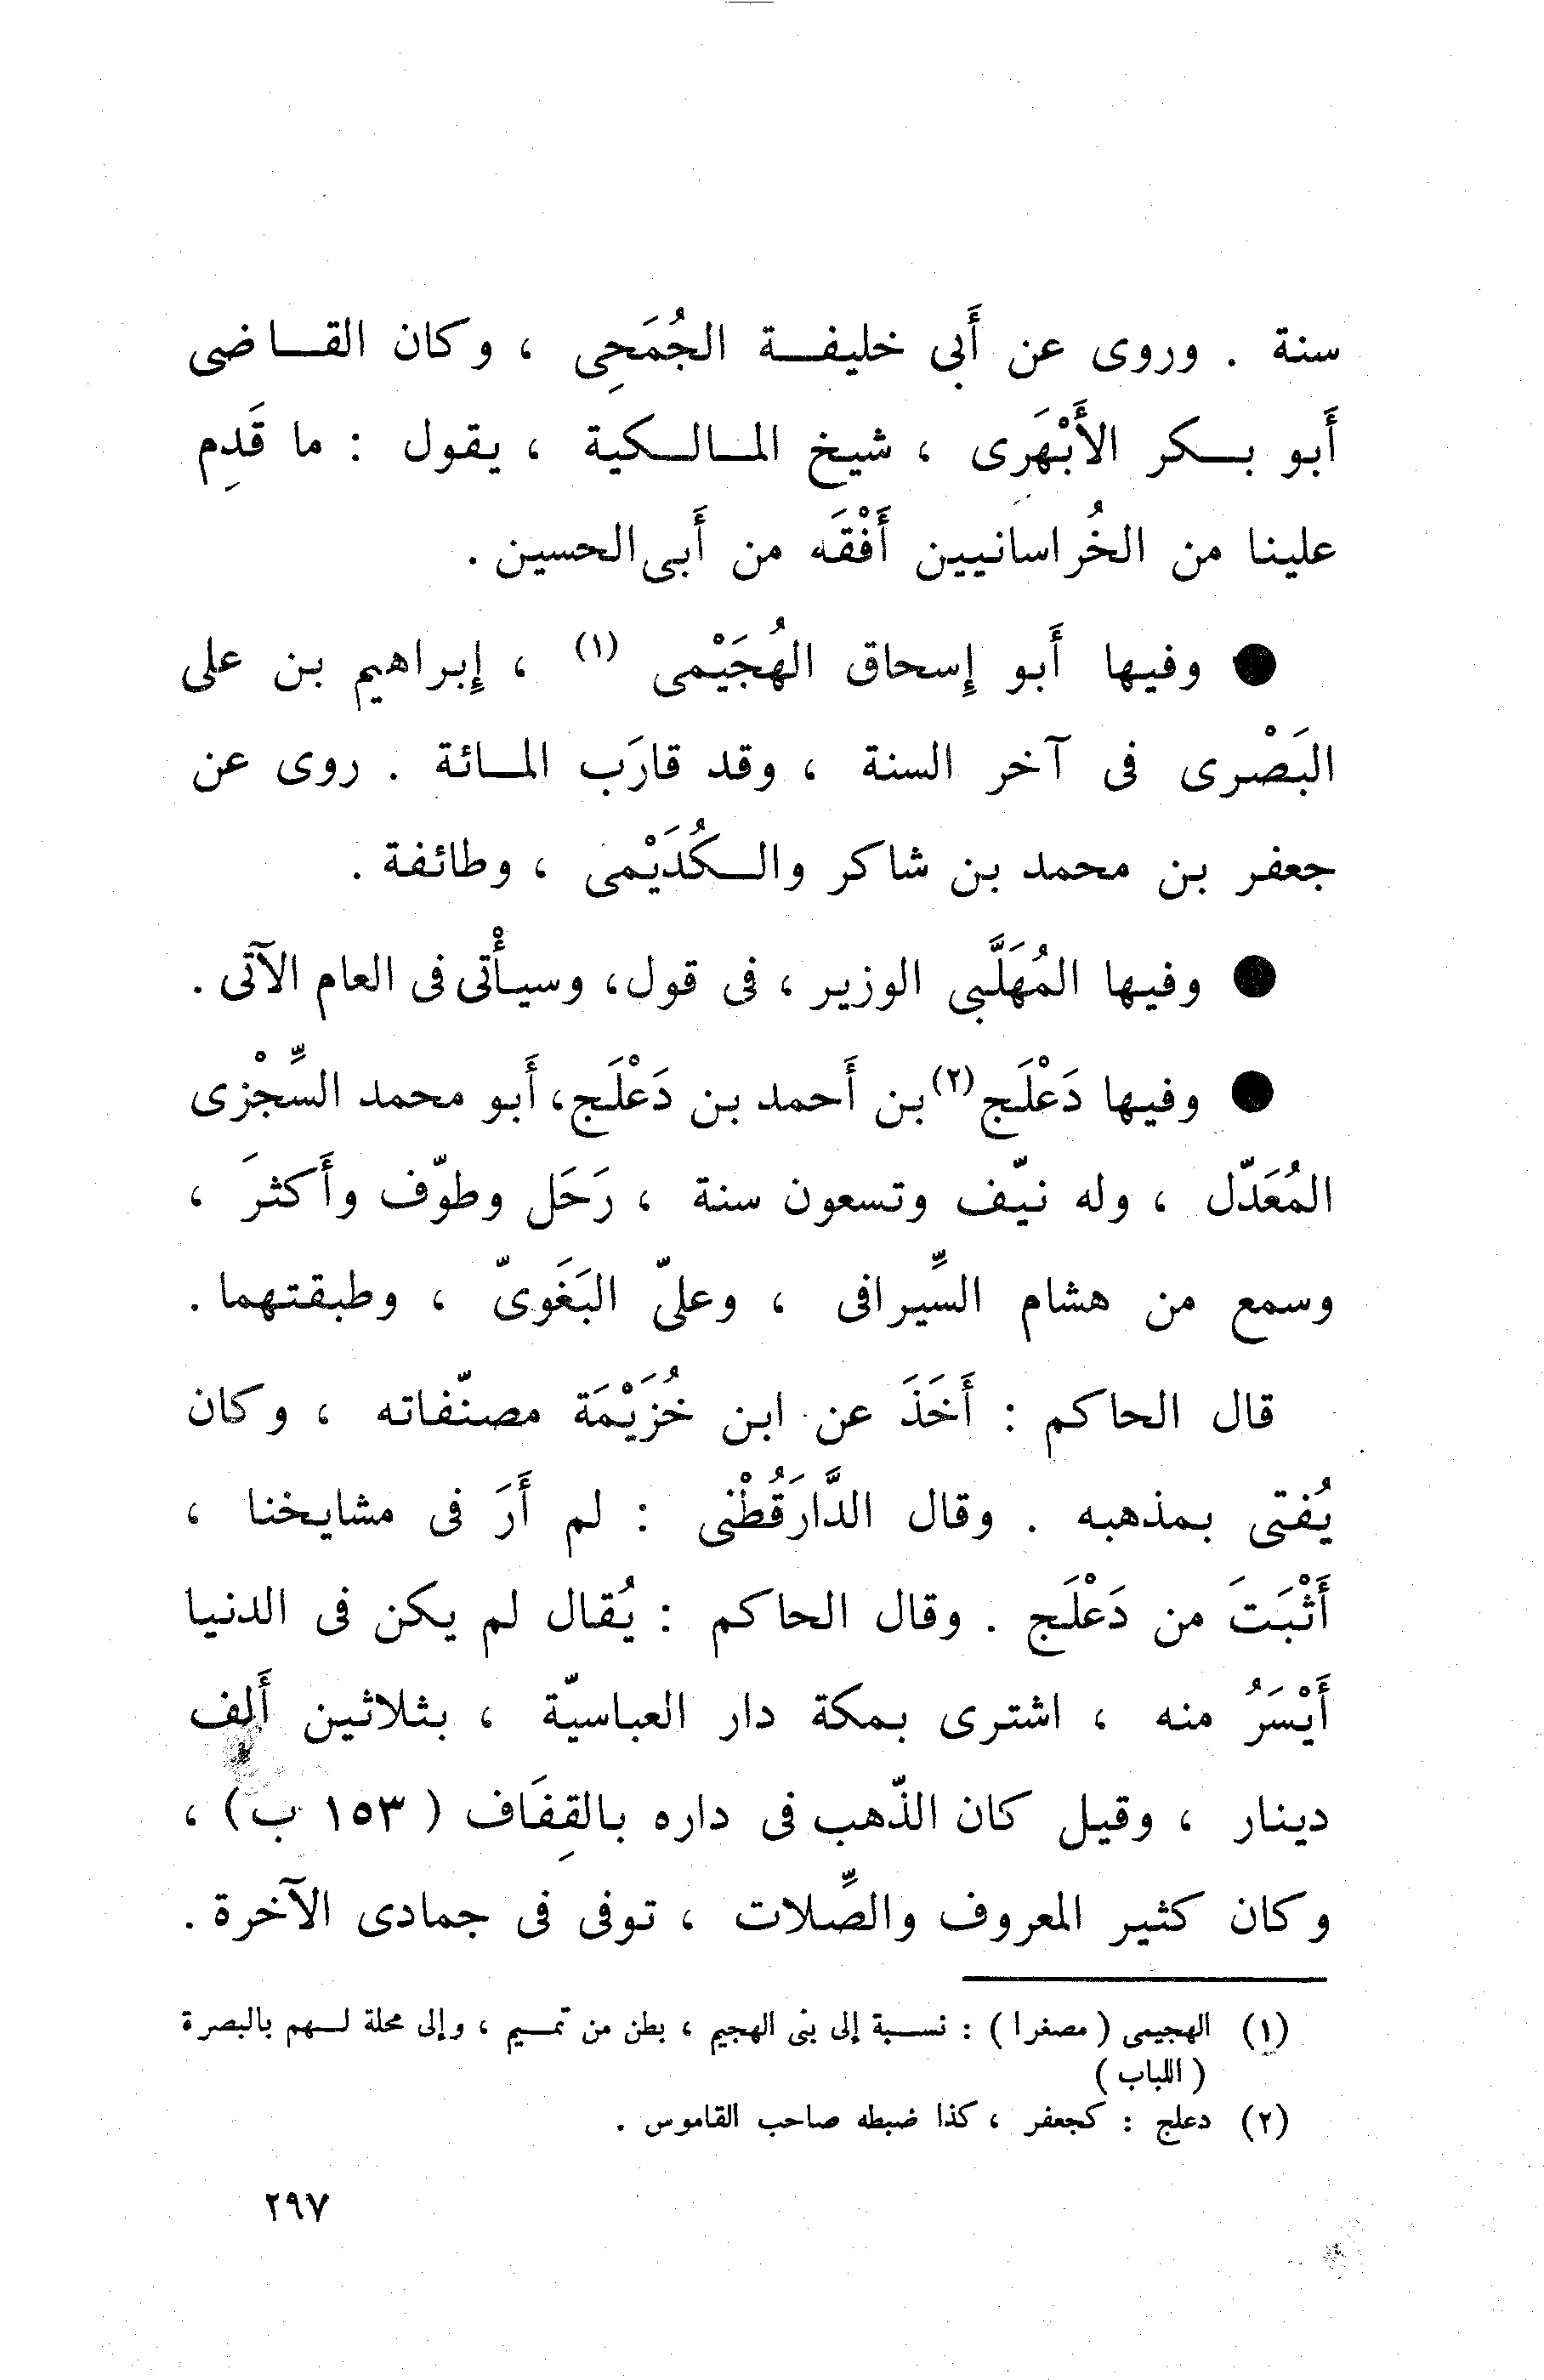 سنة . وروى عن أَبى خليفة الجُمَحِى ، وكان القاضى
أَبو بكر الأَبْهَرِى ، شيخ المالكية ، يقول : ما قَدِم
علينا من الخُراسانيين أَفْقَه من أَبى الحسين .
● وفيها أَبو إسحاق الهُجَيْمى (١) ، إبراهيم بن على
البَصْرى فى آخر السنة ، وقد قارَب المائة . روى عن
جعفر بن محمد بن شاكر والكُدَيْمى ، وطائفة .
● وفيها المُهَلَّبى الوزير ، فى قول، وسيأْتى فى العام الآتى .
● وفيها دَعْلَج(٢) بن أَحمد بن دَعْلَج، أَبو محمد السِّجْزى
المُعَدّل ، وله نيّف وتسعون سنة ، رَحَل وطوّف وأَكثرَ ،
وسمع من هشام السِّيرافى ، وعلىّ البَغَوىّ ، وطبقتهما .
قال الحاكم : أَخَذَ عن ابن خُزَيْمَة مصنّفاته ، وكان
يُفتى بمذهبه . وقال الدَّارَقُطْنى : لم أَرَ فى مشايخنا ،
أَثْبَتَ من دَعْلَج . وقال الحاكم : يُقال لم يكن فى الدنيا
أَيْسَرُ منه ، اشترى بمكة دار العباسيّة ، بثلاثين أَلف
دينار ، وقيل كان الذّهب فى داره بالقِفَاف ( ١٥٣ ب ) ،
وكان كثير المعروف والصِّلات ، توفى فى جمادى الآخرة .
(١) الهجيمى ( مصغرا ) : نسبة إلى بنى الهجيم ، بطن من تميم ، وإلى محلة لهم بالبصرة
( اللباب )
(٢) دعلج : كجعفر ، كذا ضبطه صاحب القاموس .
٢٩٧